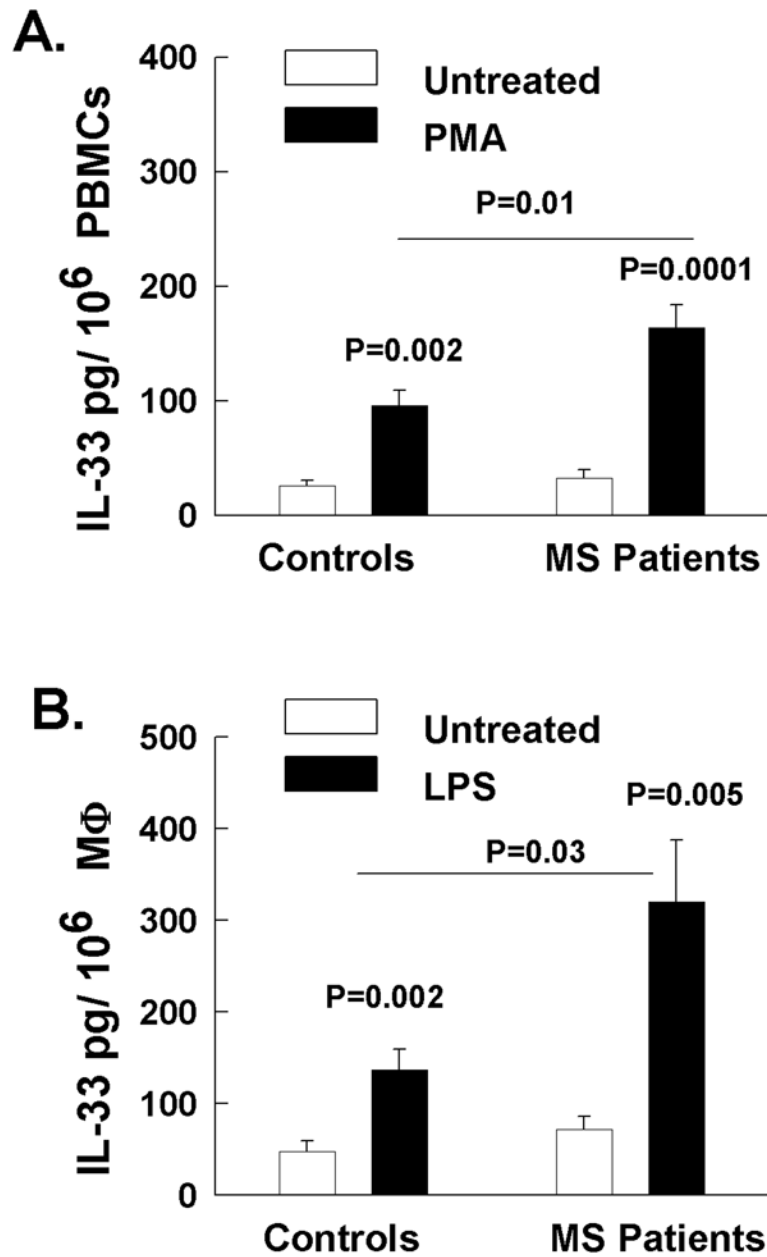 A.
IL-33 pg/ 10⁶ PBMCs
400
300
200
100
0
Untreated
PMA
P=0.01
P=0.0001
P=0.002
Controls
MS Patients
B.
IL-33 pg/ 10⁶ MΦ
500
400
300
200
100
0
Untreated
LPS
P=0.005
P=0.03
P=0.002
Controls
MS Patients